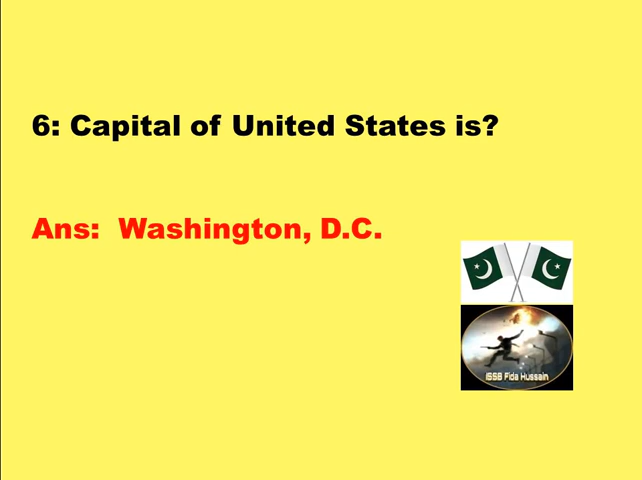 6: Capital of United States is?
Ans: Washington, D.C.
ISSB Fida Hussain